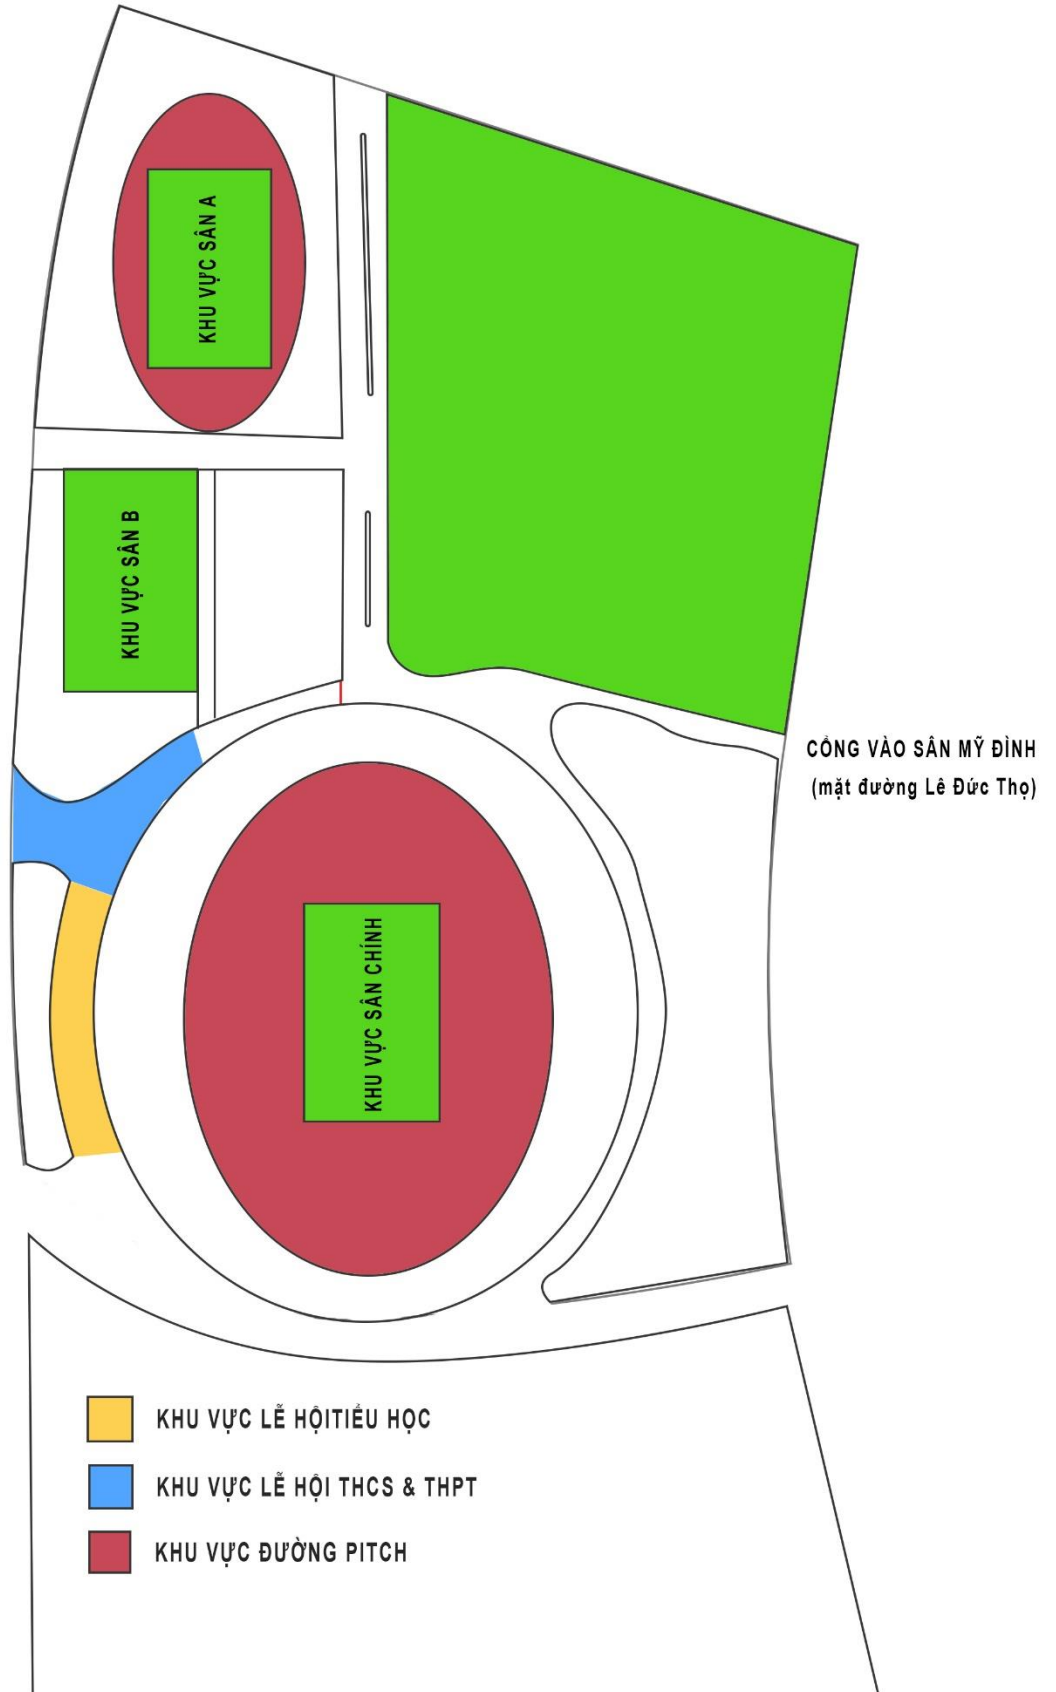 KHU VỰC SÂN A
KHU VỰC SÂN B
CỔNG VÀO SÂN MỸ ĐÌNH
(mặt đường Lê Đức Thọ)
KHU VỰC SÂN CHÍNH
KHU VỰC LỄ HỘITIỂU HỌC
KHU VỰC LỄ HỘI THCS & THPT
KHU VỰC ĐƯỜNG PITCH